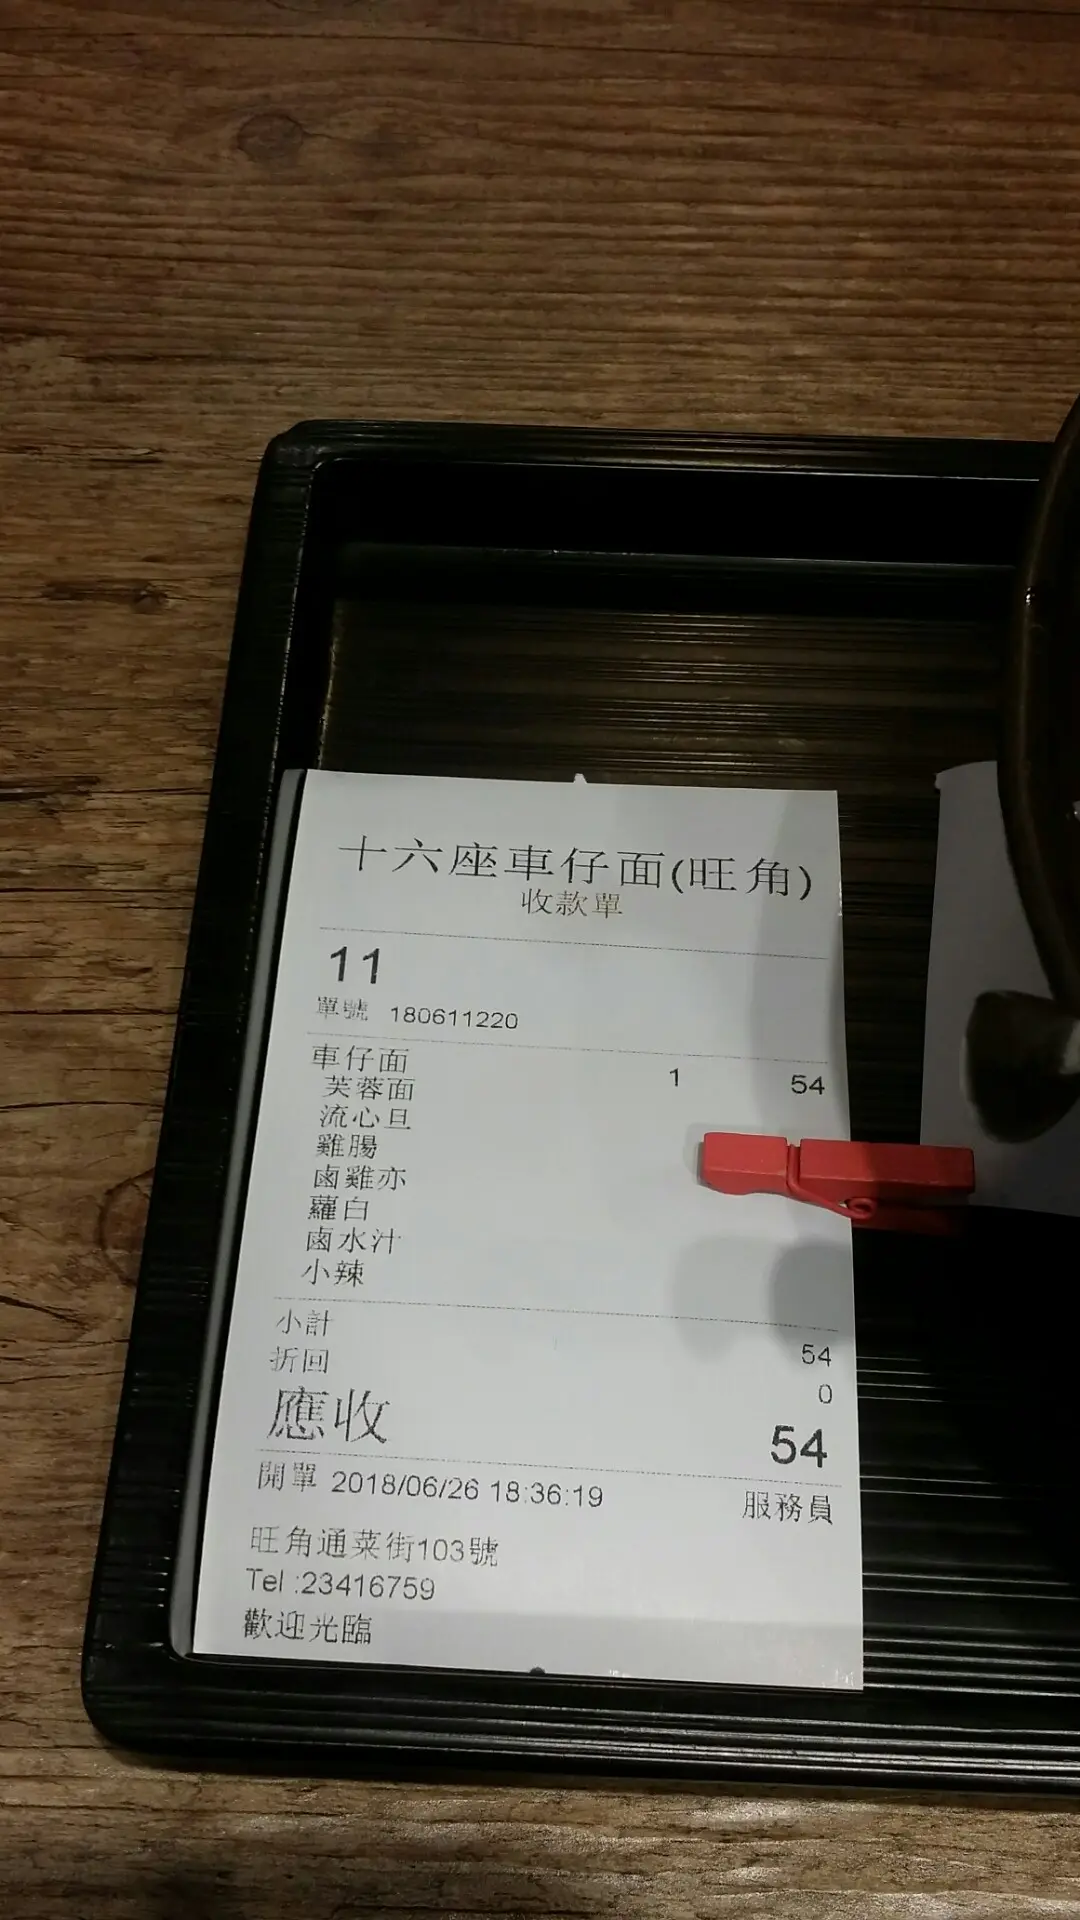 十六座車仔面(旺角)
收款單
11
單號 180611220
車仔面 1 54
芙蓉面
流心旦
雞腸
鹵雞亦
蘿白
鹵水汁
小辣
小計 54
折回 0
應收 54
開單 2018/06/26 18:36:19 服務員
旺角通菜街103號
Tel :23416759
歡迎光臨